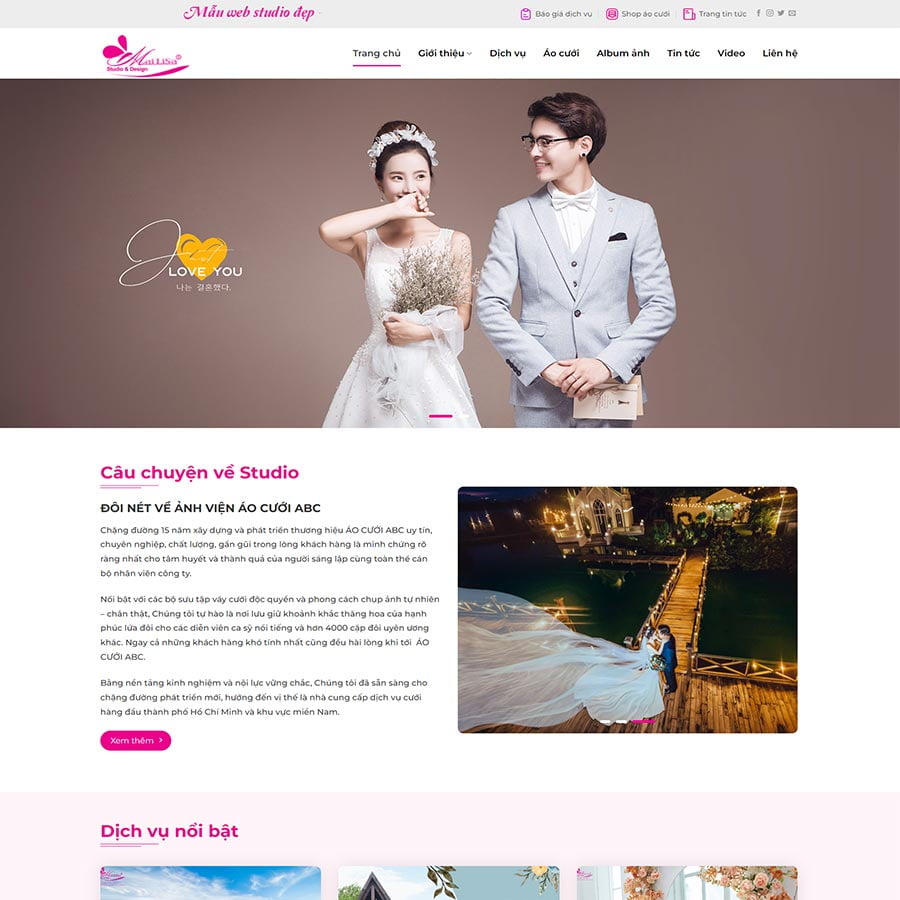 Mẫu web studio đẹp
Báo giá dịch vụ
Shop áo cưới
Trang tin tức
MaiLiSa
Studio & Design
Trang chủ
Giới thiệu
Dịch vụ
Áo cưới
Album ảnh
Tin tức
Video
Liên hệ
Just
LOVE YOU
나는 결혼했다.
Câu chuyện về Studio
ĐÔI NÉT VỀ ẢNH VIỆN ÁO CƯỚI ABC
Chặng đường 15 năm xây dựng và phát triển thương hiệu ÁO CƯỚI ABC uy tín,
chuyên nghiệp, chất lượng, gần gũi trong lòng khách hàng là minh chứng rõ
ràng nhất cho tâm huyết và thành quả của người sáng lập cùng toàn thể cán
bộ nhân viên công ty.
Nổi bật với các bộ sưu tập váy cưới độc quyền và phong cách chụp ảnh tự nhiên
– chân thật, Chúng tôi tự hào là nơi lưu giữ khoảnh khắc thăng hoa của hạnh
phúc lứa đôi cho các diễn viên ca sỹ nổi tiếng và hơn 4000 cặp đôi uyên ương
khác. Ngay cả những khách hàng khó tính nhất cũng đều hài lòng khi tới ÁO
CƯỚI ABC.
Bằng nền tảng kinh nghiệm và nội lực vững chắc, Chúng tôi đã sẵn sàng cho
chặng đường phát triển mới, hướng đến vị thế là nhà cung cấp dịch vụ cưới
hàng đầu thành phố Hồ Chí Minh và khu vực miền Nam.
Xem thêm
Dịch vụ nổi bật